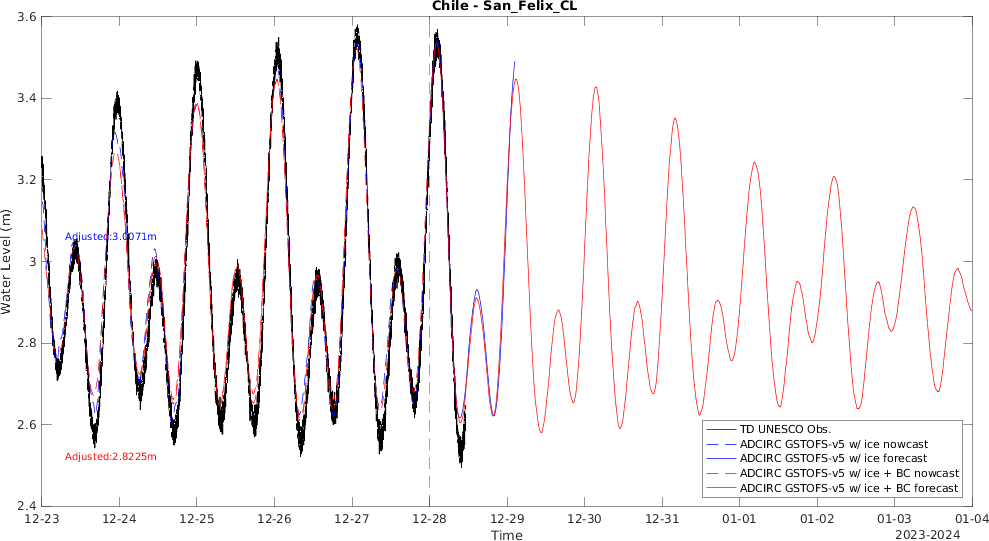 Chile - San_Felix_CL
3.6
3.4
3.2
3
2.8
2.6
2.4
Water Level (m)
Adjusted:3.0071m
Adjusted:2.8225m
TD UNESCO Obs.
ADCIRC GSTOFS-v5 w/ ice nowcast
ADCIRC GSTOFS-v5 w/ ice forecast
ADCIRC GSTOFS-v5 w/ ice + BC nowcast
ADCIRC GSTOFS-v5 w/ ice + BC forecast
12-23 12-24 12-25 12-26 12-27 12-28 12-29 12-30 12-31 01-01 01-02 01-03 01-04
Time
2023-2024